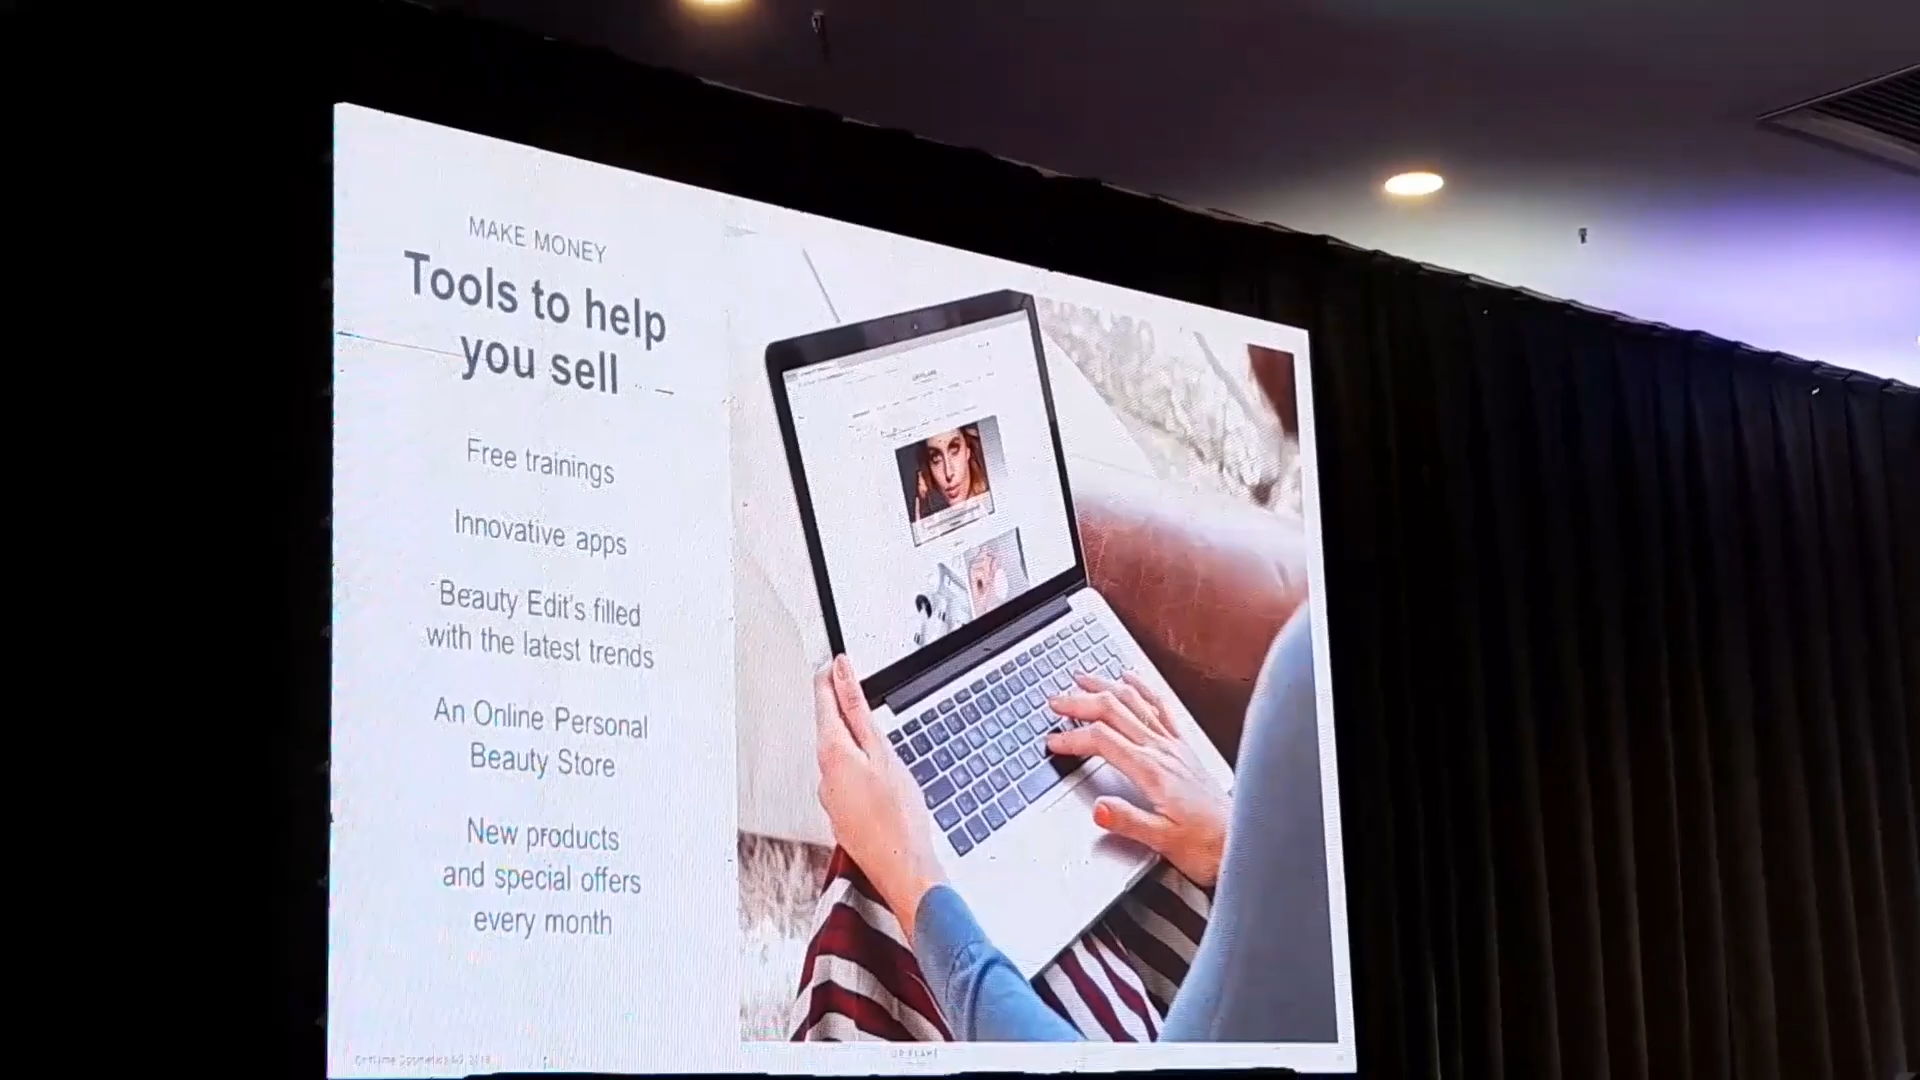 MAKE MONEY
Tools to help
you sell
Free trainings
Innovative apps
Beauty Edit's filled
with the latest trends
An Online Personal
Beauty Store
New products
and special offers
every month
ORIFLAME